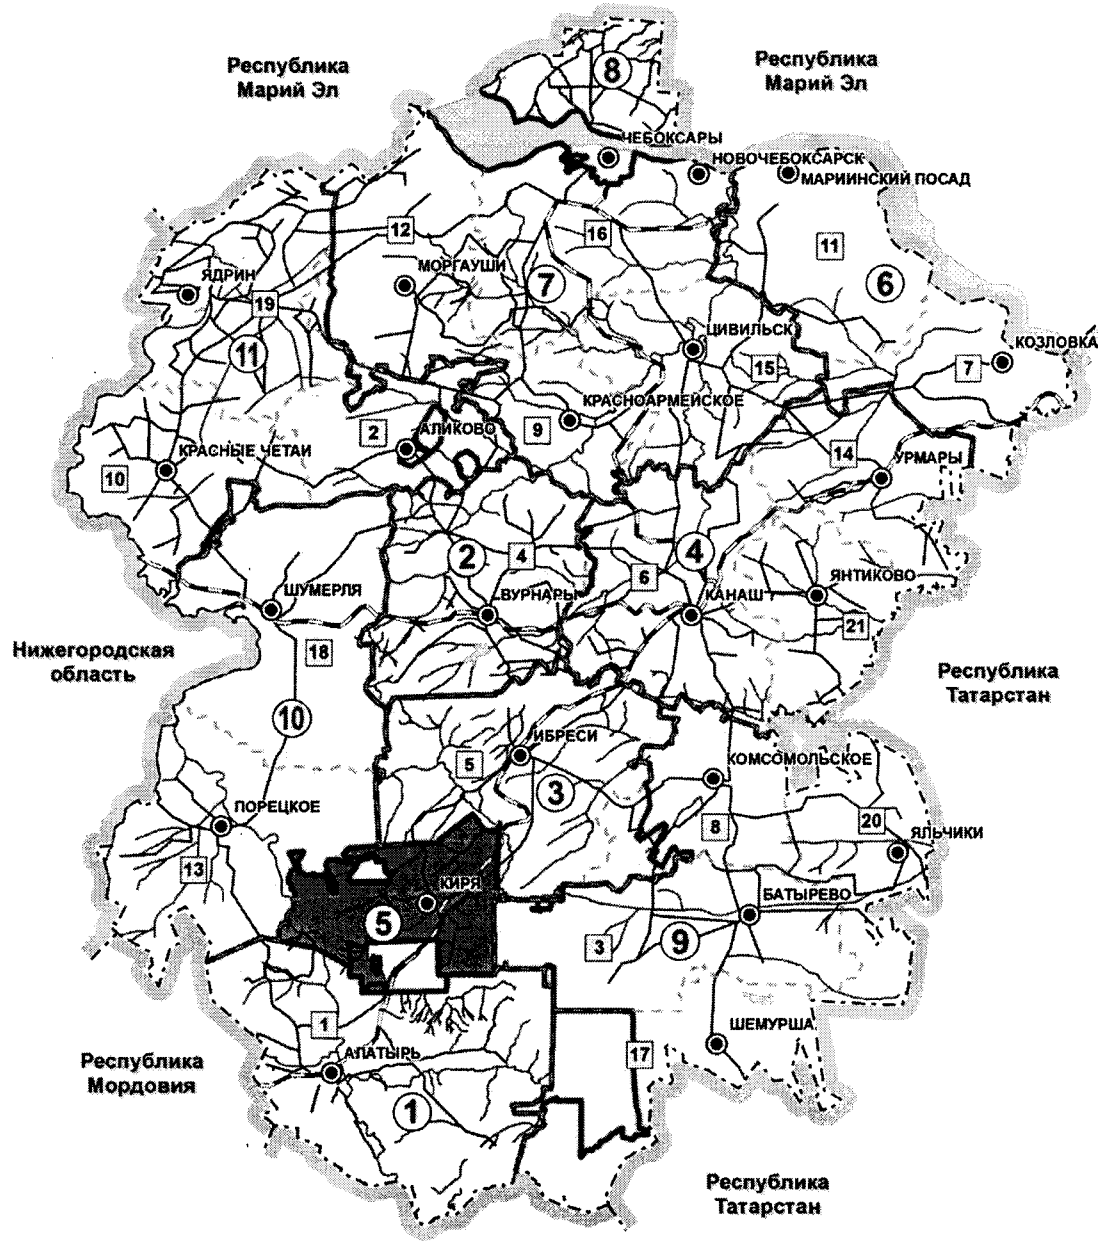 Республика
Марий Эл
8
Республика
Марий Эл
ЧЕБОКСАРЫ
НОВОЧЕБОКСАРСК
МАРИИНСКИЙ ПОСАД
12
16
11
МОРГАУШИ
ЯДРИН
7
6
19
ЦИВИЛЬСК
КОЗЛОВКА
11
15
7
КРАСНОАРМЕЙСКОЕ
2
АЛИКОВО
9
КРАСНЫЕ ЧЕТАИ
14
УРМАРЫ
10
2
4
4
6
ЯНТИКОВО
ШУМЕРЛЯ
ВУРНАРЫ
КАНАШ
21
Нижегородская
область
18
Республика
Татарстан
10
ИБРЕСИ
5
КОМСОМОЛЬСКОЕ
3
ПОРЕЦКОЕ
8
20
ЯЛЬЧИКИ
13
КИРЯ
БАТЫРЕВО
5
3
9
1
ШЕМУРША
АЛАТЫРЬ
17
Республика
Мордовия
1
Республика
Татарстан